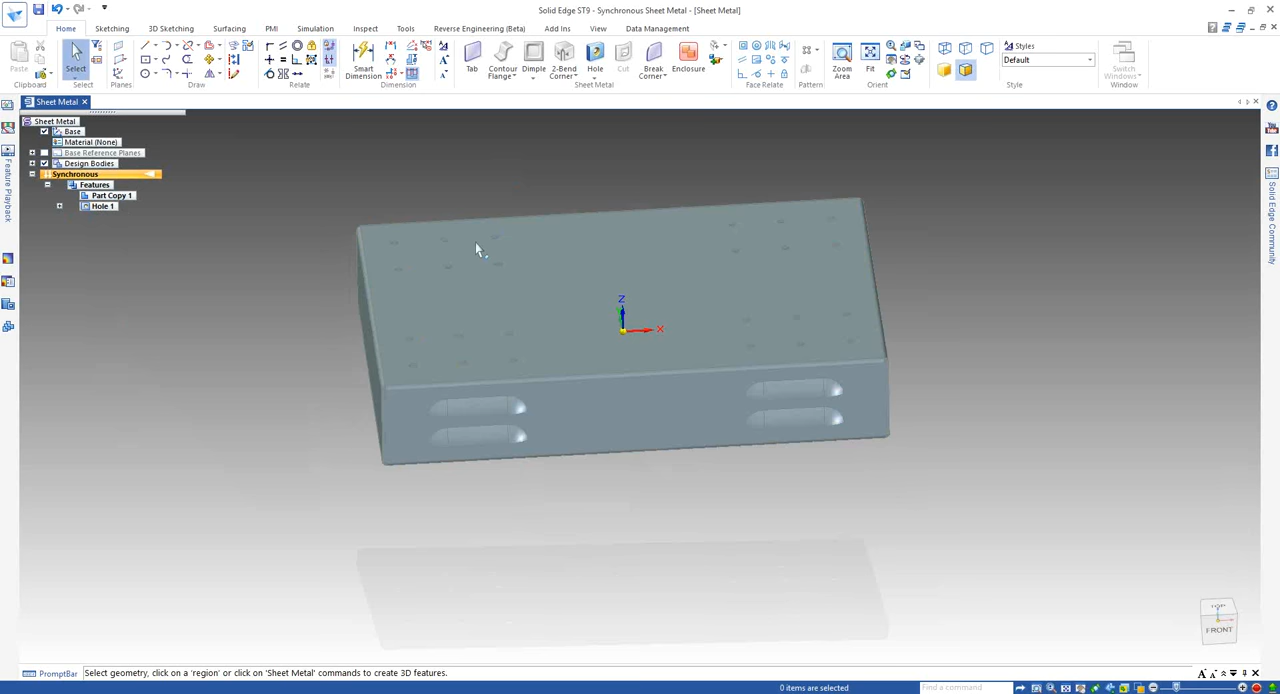 Solid Edge ST9 - Synchronous Sheet Metal - [Sheet Metal]
Home Sketching 3D Sketching Surfacing PMI Simulation Inspect Tools Reverse Engineering (Beta) Add Ins View Data Management
Paste
Select
Smart Dimension
Tab
Contour Flange
Dimple
2-Bend Corner
Hole
Cut
Break Corner
Enclosure
Zoom Area
Fit
Styles
Default
Switch Windows
Clipboard Select Planes Draw Relate Dimension Sheet Metal Face Relate Pattern Orient Style Window
Sheet Metal
Feature Playback
Sheet Metal
Base
Material (None)
Base Reference Planes
Design Bodies
Synchronous
Features
Part Copy 1
Hole 1
Z
X
Solid Edge Community
TOP
FRONT
PromptBar Select geometry, click on a 'region' or click on 'Sheet Metal' commands to create 3D features.
0 items are selected
Find a command